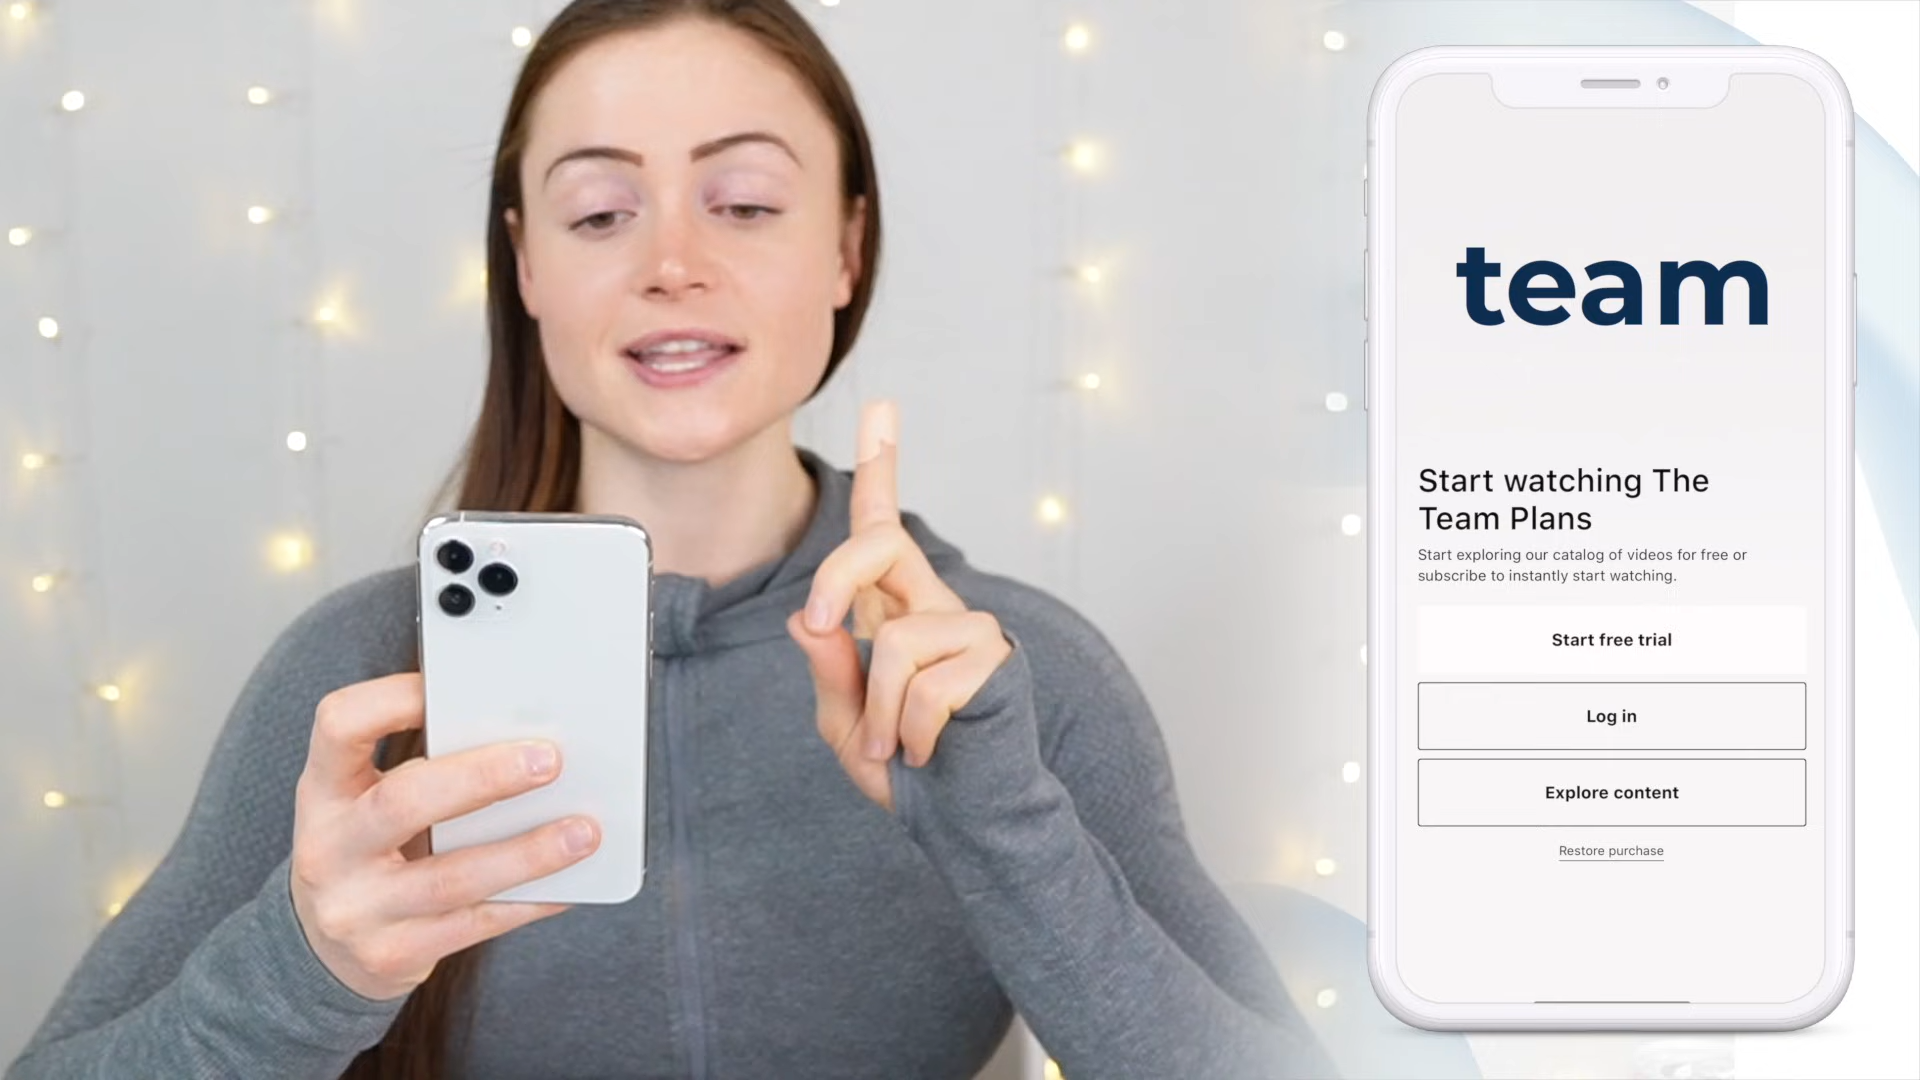 team
Start watching The
Team Plans
Start exploring our catalog of videos for free or
subscribe to instantly start watching.
Start free trial
Log in
Explore content
Restore purchase